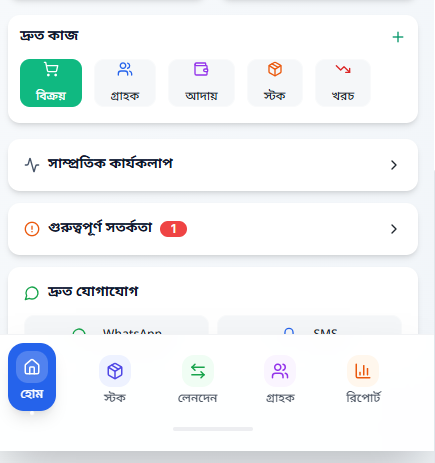 দ্রুত কাজ
বিক্রয় গ্রাহক আদায় স্টক খরচ
সাম্প্রতিক কার্যকলাপ
গুরুত্বপূর্ণ সতর্কতা 1
দ্রুত যোগাযোগ
WhatsApp SMS
হোম স্টক লেনদেন গ্রাহক রিপোর্ট